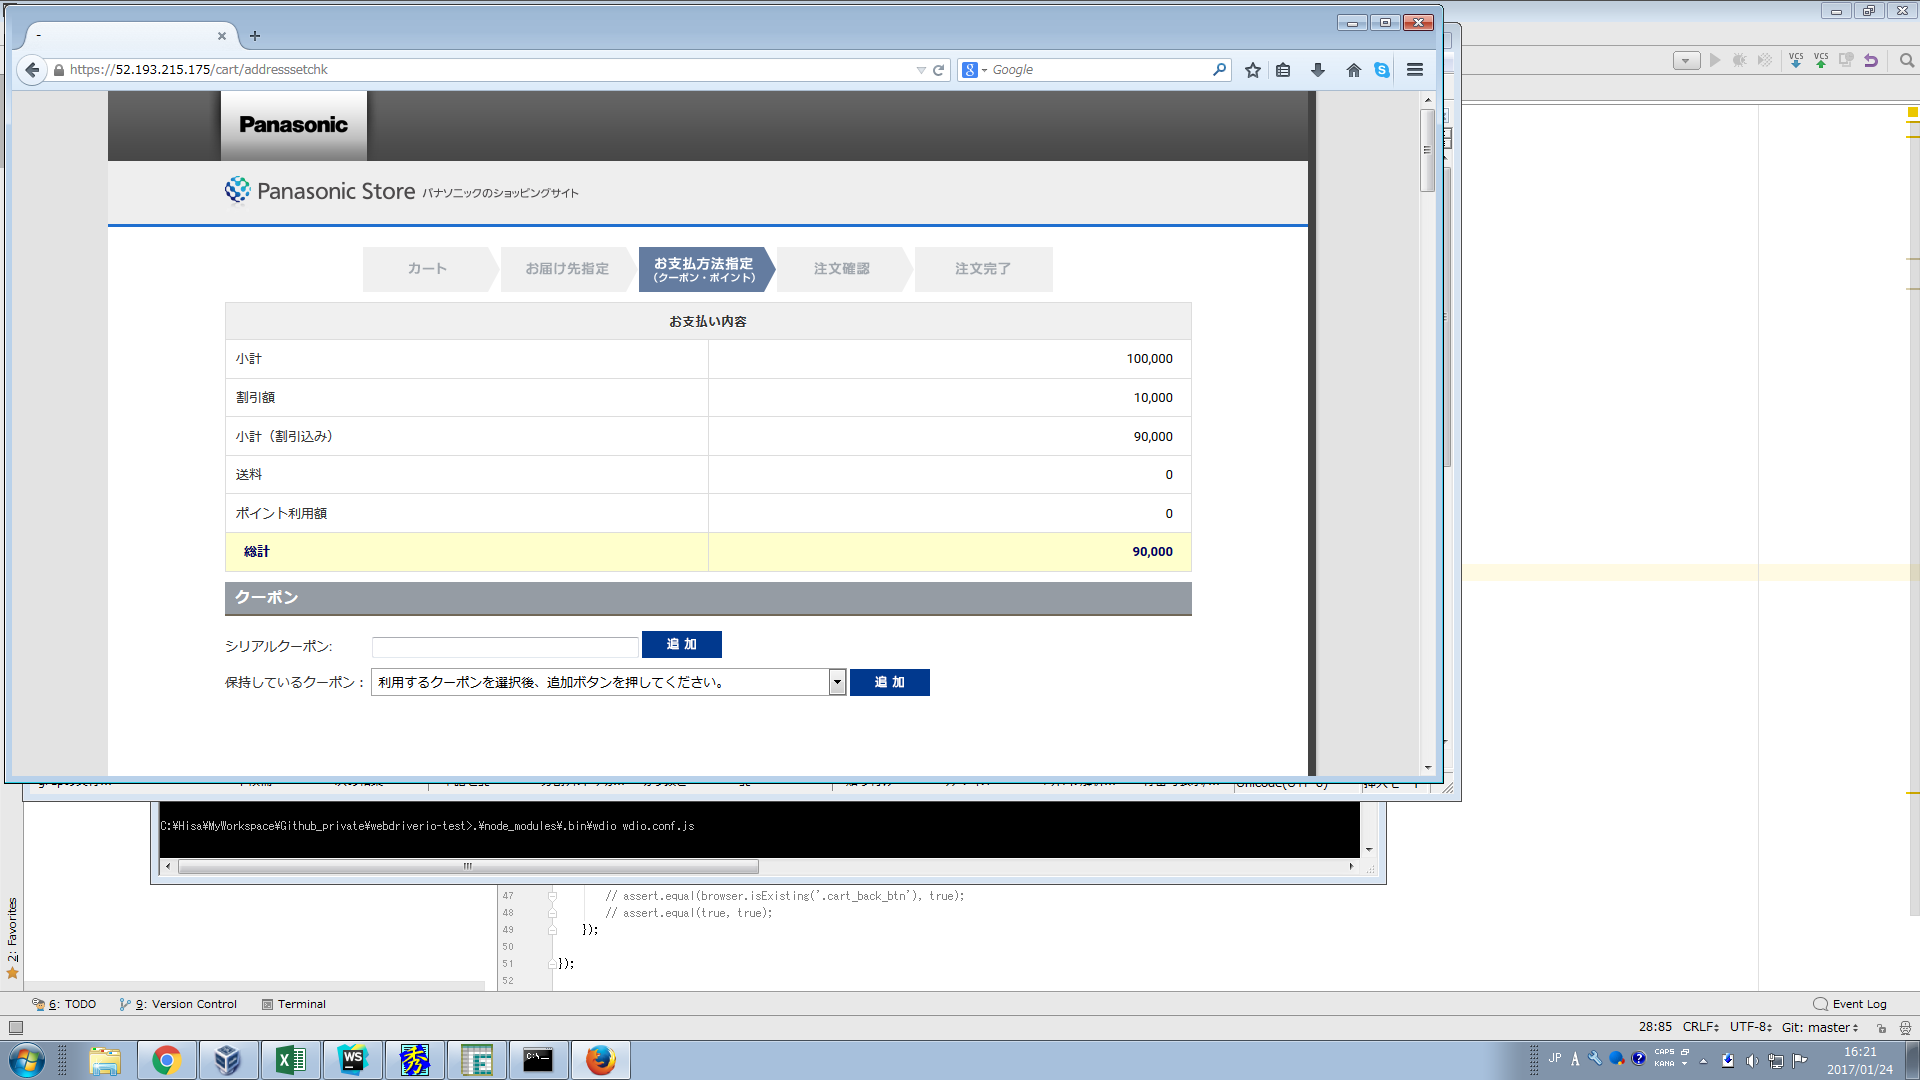 -
https://52.193.215.175/cart/addresssetchk
Google
Panasonic
Panasonic Store パナソニックのショッピングサイト
カート
お届け先指定
お支払方法指定
(クーポン・ポイント)
注文確認
注文完了
お支払い内容
小計 100,000
割引額 10,000
小計（割引込み） 90,000
送料 0
ポイント利用額 0
総計 90,000
クーポン
シリアルクーポン:
追 加
保持しているクーポン：
利用するクーポンを選択後、追加ボタンを押してください。
追 加
C:¥Hisa¥MyWorkspace¥Github_private¥webdriverio-test>.¥node_modules¥.bin¥wdio wdio.conf.js
47 // assert.equal(browser.isExisting('.cart_back_btn'), true);
48 // assert.equal(true, true);
49 });
50
51 });
52
2: Favorites
6: TODO
9: Version Control
Terminal
Event Log
28:85 CRLF UTF-8 Git: master
VCS
VCS
WS
秀
JP A
CAPS
KANA
16:21
2017/01/24